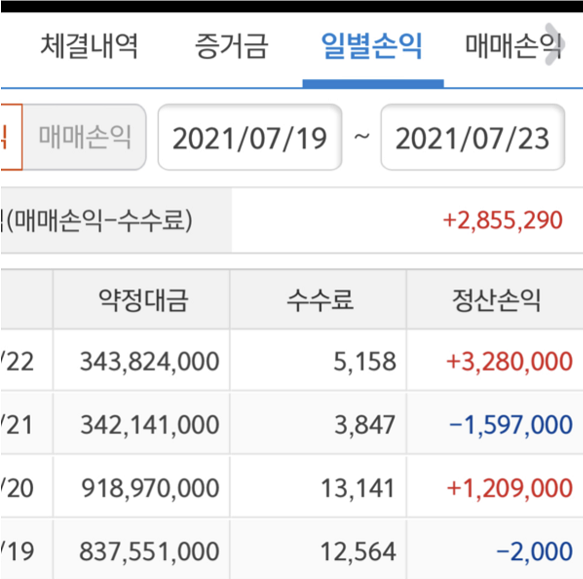 체결내역 증거금 일별손익 매매손익
매매손익 2021/07/19 ~ 2021/07/23
(매매손익-수수료) +2,855,290
약정대금 수수료 정산손익
/22 343,824,000 5,158 +3,280,000
/21 342,141,000 3,847 -1,597,000
/20 918,970,000 13,141 +1,209,000
/19 837,551,000 12,564 -2,000